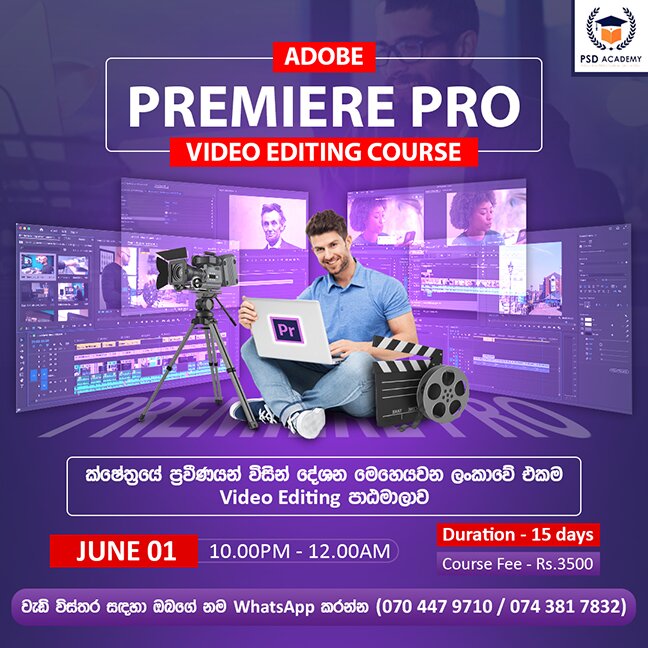 PSD ACADEMY
ADOBE
PREMIERE PRO
VIDEO EDITING COURSE
Pr
PREMIERE PRO
ක්ෂේත්‍රයේ ප්‍රවීණයන් විසින් දේශන මෙහෙයවන ලංකාවේ එකම
Video Editing පාඨමාලාව
JUNE 01
10.00PM - 12.00AM
Duration - 15 days
Course Fee - Rs.3500
වැඩි විස්තර සඳහා ඔබගේ නම WhatsApp කරන්න (070 447 9710 / 074 381 7832)